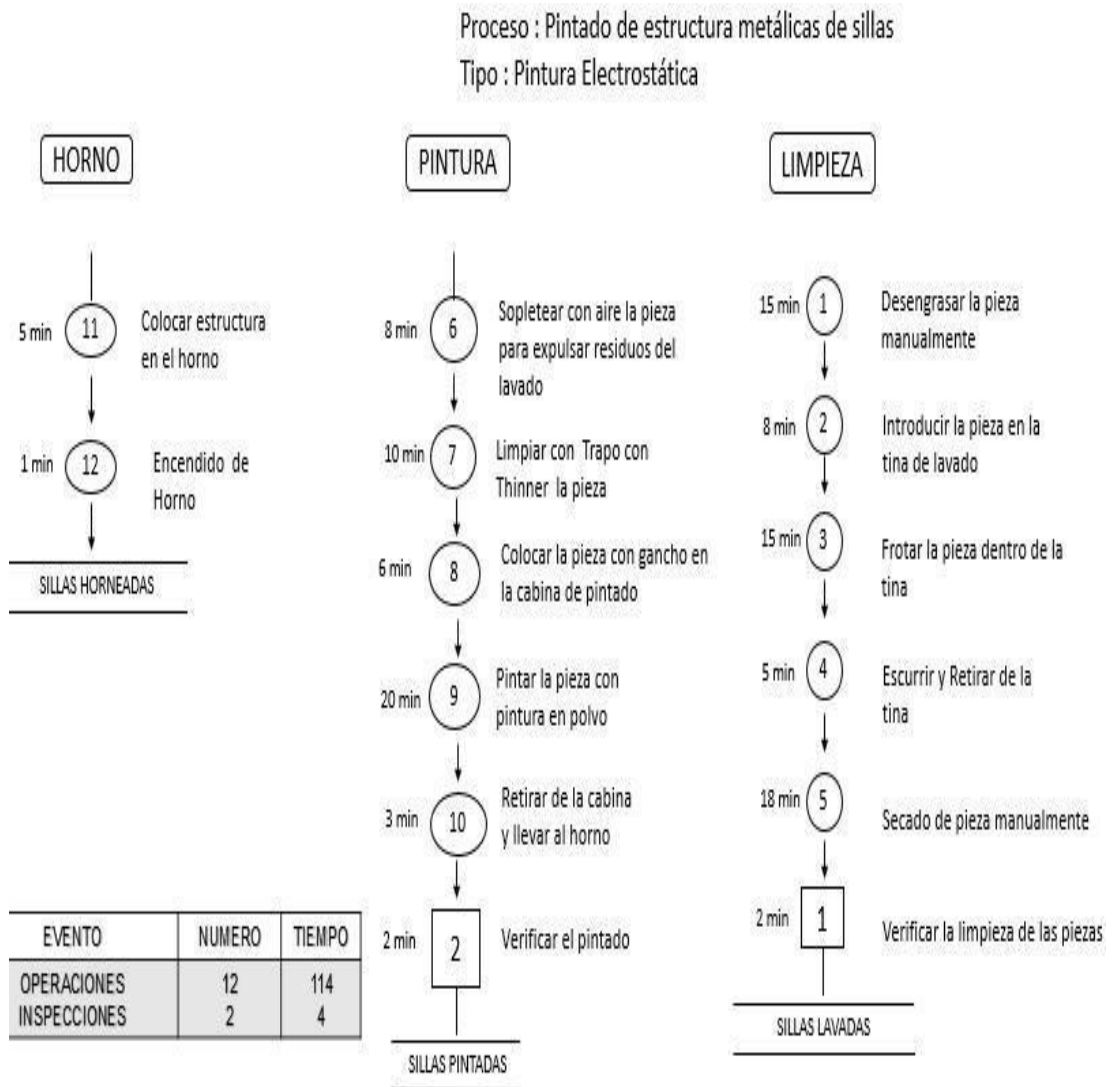 Proceso : Pintado de estructura metálicas de sillas
Tipo : Pintura Electrostática
HORNO
5 min
11
Colocar estructura
en el horno
1 min
12
Encendido de
Horno
SILLAS HORNEADAS
PINTURA
8 min
6
Sopletear con aire la pieza
para expulsar residuos del
lavado
10 min
7
Limpiar con Trapo con
Thinner la pieza
6 min
8
Colocar la pieza con gancho en
la cabina de pintado
20 min
9
Pintar la pieza con
pintura en polvo
3 min
10
Retirar de la cabina
y llevar al horno
2 min
2
Verificar el pintado
SILLAS PINTADAS
LIMPIEZA
15 min
1
Desengrasar la pieza
manualmente
8 min
2
Introducir la pieza en la
tina de lavado
15 min
3
Frotar la pieza dentro de la
tina
5 min
4
Escurrir y Retirar de la
tina
18 min
5
Secado de pieza manualmente
2 min
1
Verificar la limpieza de las piezas
SILLAS LAVADAS
EVENTO NUMERO TIEMPO
OPERACIONES 12 114
INSPECCIONES 2 4